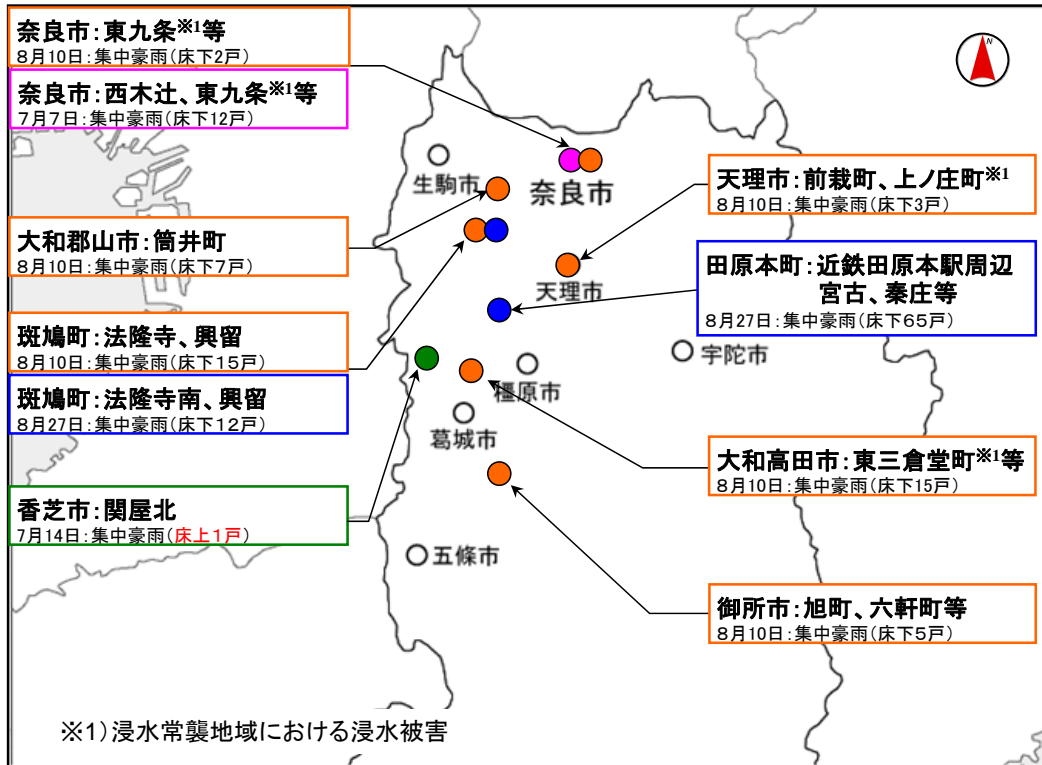 奈良市:東九条※1等
8月10日:集中豪雨(床下2戸)
奈良市:西木辻、東九条※1等
7月7日:集中豪雨(床下12戸)
大和郡山市:筒井町
8月10日:集中豪雨(床下7戸)
斑鳩町:法隆寺、興留
8月10日:集中豪雨(床下15戸)
斑鳩町:法隆寺南、興留
8月27日:集中豪雨(床下12戸)
香芝市:関屋北
7月14日:集中豪雨(床上1戸)
N
生駒市
奈良市
天理市
橿原市
宇陀市
葛城市
五條市
天理市:前栽町、上ノ庄町※1
8月10日:集中豪雨(床下3戸)
田原本町:近鉄田原本駅周辺
宮古、秦庄等
8月27日:集中豪雨(床下65戸)
大和高田市:東三倉堂町※1等
8月10日:集中豪雨(床下15戸)
御所市:旭町、六軒町等
8月10日:集中豪雨(床下5戸)
※1)浸水常襲地域における浸水被害